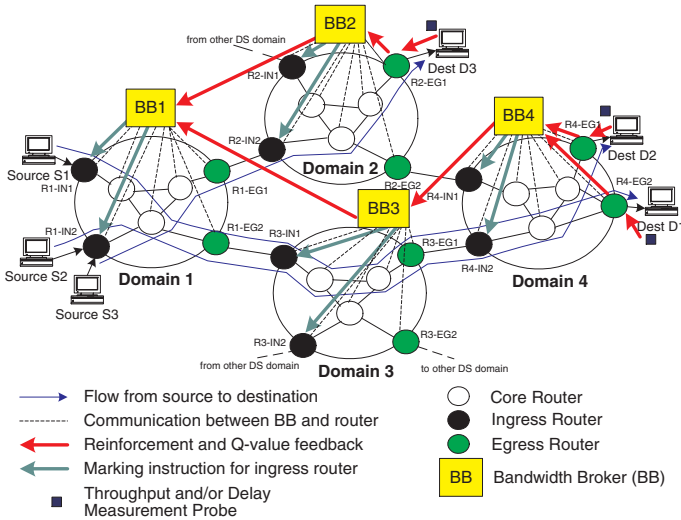 BB2
from other DS domain
Dest D3
R2-IN1
R2-EG1
BB1
BB4
R4-EG1
R2-IN2
Domain 2
Dest D2
Source S1
R1-IN1
R1-EG1
R2-EG2
R4-IN1
R4-EG2
BB3
Dest D1
R1-IN2
R1-EG2
R3-IN1
R3-EG1
R4-IN2
Source S2
Domain 1
Domain 4
Source S3
R3-IN2
R3-EG2
from other DS domain
Domain 3
to other DS domain
Flow from source to destination
Core Router
Communication between BB and router
Ingress Router
Reinforcement and Q-value feedback
Egress Router
Marking instruction for ingress router
BB
Bandwidth Broker (BB)
Throughput and/or Delay
Measurement Probe